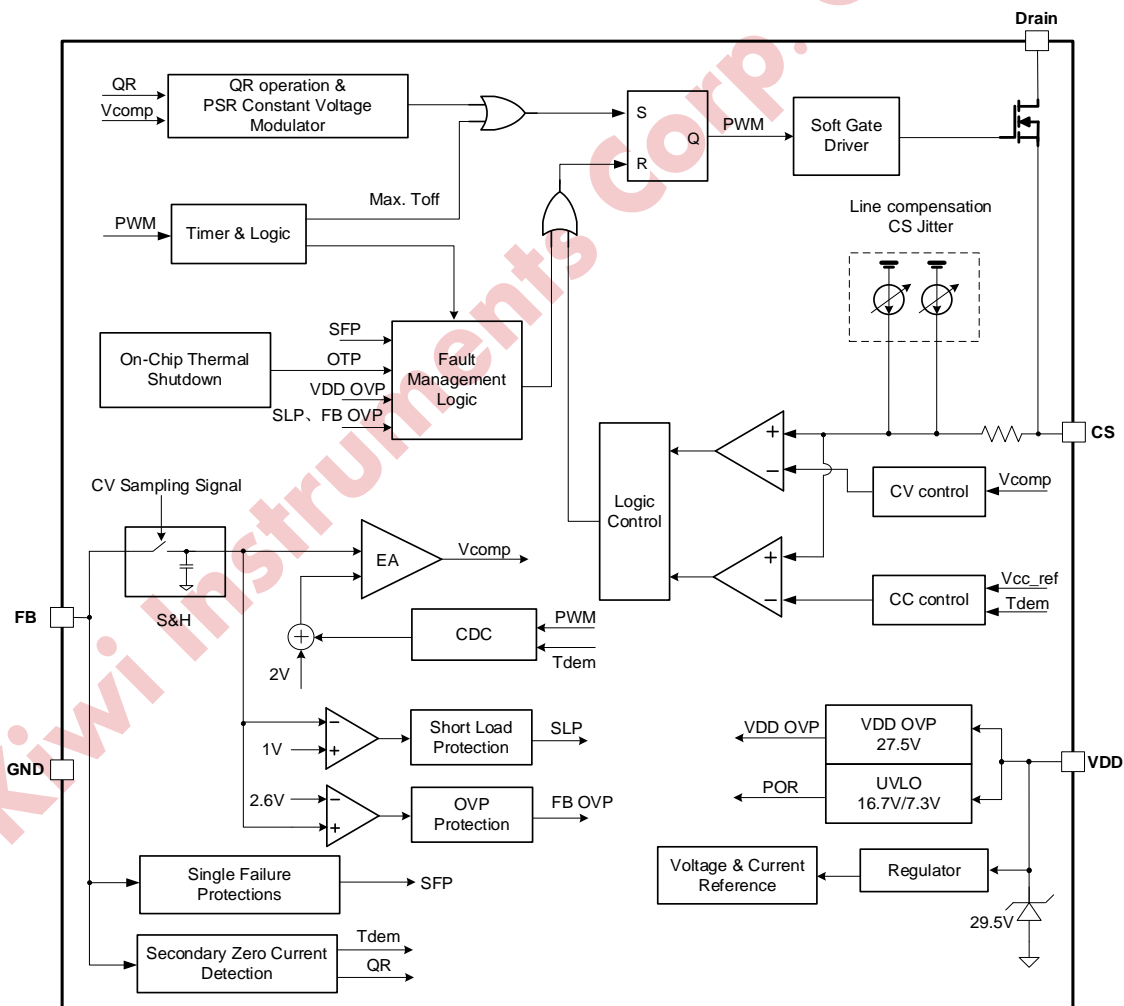 Drain
QR
Vcomp
QR operation &
PSR Constant Voltage
Modulator
S
R
Q
PWM
Soft Gate
Driver
Max. Toff
PWM
Timer & Logic
Line compensation
CS Jitter
On-Chip Thermal
Shutdown
SFP
OTP
VDD OVP
SLP、FB OVP
Fault
Management
Logic
CS
+
−
CV control
Vcomp
Logic
Control
+
−
CC control
Vcc_ref
Tdem
CV Sampling Signal
S&H
FB
EA
Vcomp
+
2V
CDC
PWM
Tdem
1V
−
+
Short Load
Protection
SLP
GND
2.6V
−
+
OVP
Protection
FB OVP
VDD OVP
VDD OVP
27.5V
POR
UVLO
16.7V/7.3V
VDD
Voltage & Current
Reference
Regulator
29.5V
Single Failure
Protections
SFP
Secondary Zero Current
Detection
Tdem
QR
Kiwi Instruments Corp.